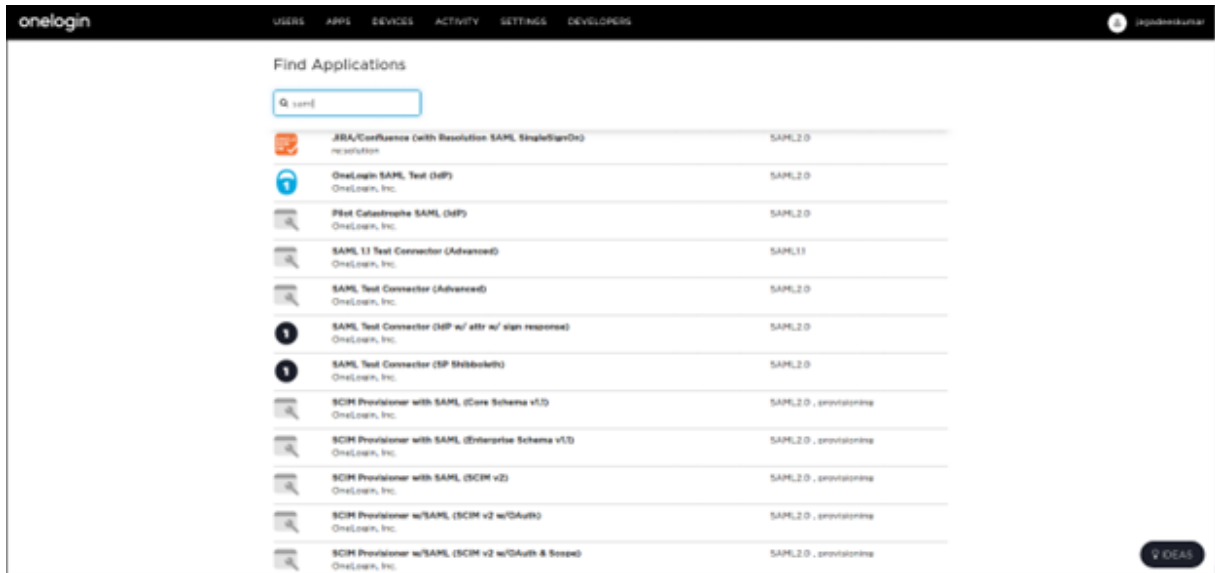 onelogin
USERS APPS DEVICES ACTIVITY SETTINGS DEVELOPERS
jagadeeskumar
Find Applications
saml
JIRA/Confluence (with Resolution SAML SingleSignOn) SAML2.0
re:solution
OneLogin SAML Test (IdP) SAML2.0
OneLogin, Inc.
Pilot Catastrophe SAML (IdP) SAML2.0
OneLogin, Inc.
SAML 1.1 Test Connector (Advanced) SAML1.1
OneLogin, Inc.
SAML Test Connector (Advanced) SAML2.0
OneLogin, Inc.
SAML Test Connector (IdP w/ attr w/ sign response) SAML2.0
OneLogin, Inc.
SAML Test Connector (SP Shibboleth) SAML2.0
OneLogin, Inc.
SCIM Provisioner with SAML (Core Schema v1.1) SAML2.0 , provisioning
OneLogin, Inc.
SCIM Provisioner with SAML (Enterprise Schema v1.1) SAML2.0 , provisioning
OneLogin, Inc.
SCIM Provisioner with SAML (SCIM v2) SAML2.0 , provisioning
OneLogin, Inc.
SCIM Provisioner w/SAML (SCIM v2 w/OAuth) SAML2.0 , provisioning
OneLogin, Inc.
SCIM Provisioner w/SAML (SCIM v2 w/OAuth & Scope) SAML2.0 , provisioning
OneLogin, Inc.
IDEAS